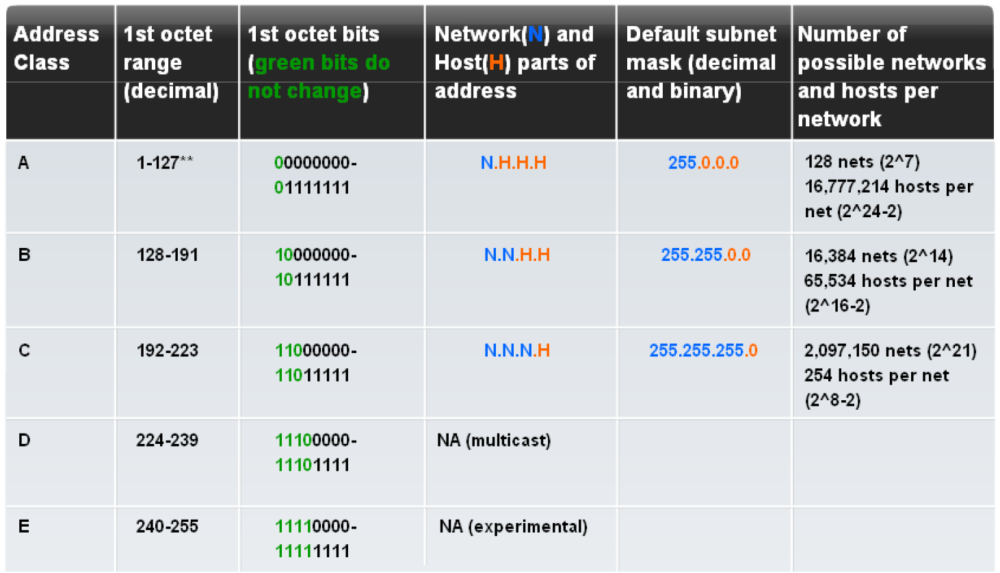 Address Class
1st octet range (decimal)
1st octet bits (green bits do not change)
Network(N) and Host(H) parts of address
Default subnet mask (decimal and binary)
Number of possible networks and hosts per network
A
1-127**
00000000-
01111111
N.H.H.H
255.0.0.0
128 nets (2^7)
16,777,214 hosts per
net (2^24-2)
B
128-191
10000000-
10111111
N.N.H.H
255.255.0.0
16,384 nets (2^14)
65,534 hosts per net
(2^16-2)
C
192-223
11000000-
11011111
N.N.N.H
255.255.255.0
2,097,150 nets (2^21)
254 hosts per net
(2^8-2)
D
224-239
11100000-
11101111
NA (multicast)
E
240-255
11110000-
11111111
NA (experimental)